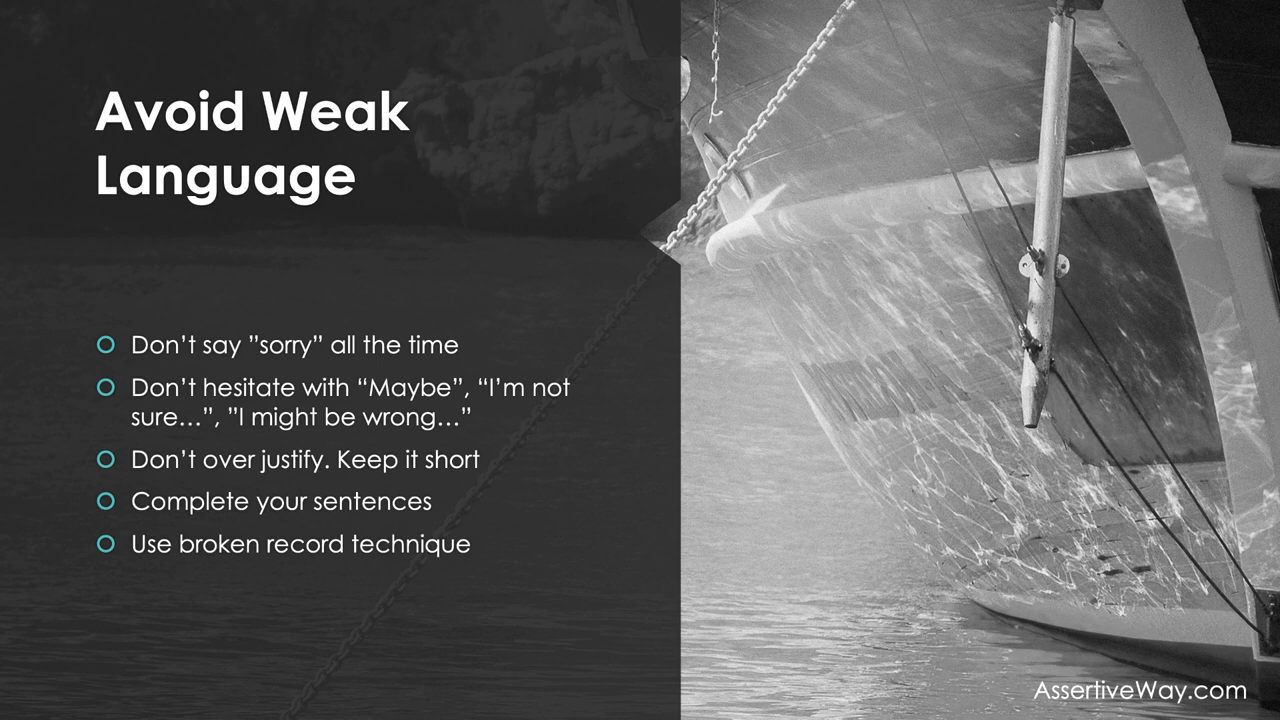 Avoid Weak
Language
Don’t say ”sorry” all the time
Don’t hesitate with “Maybe”, “I’m not
sure…”, ”I might be wrong…”
Don’t over justify. Keep it short
Complete your sentences
Use broken record technique
AssertiveWay.com